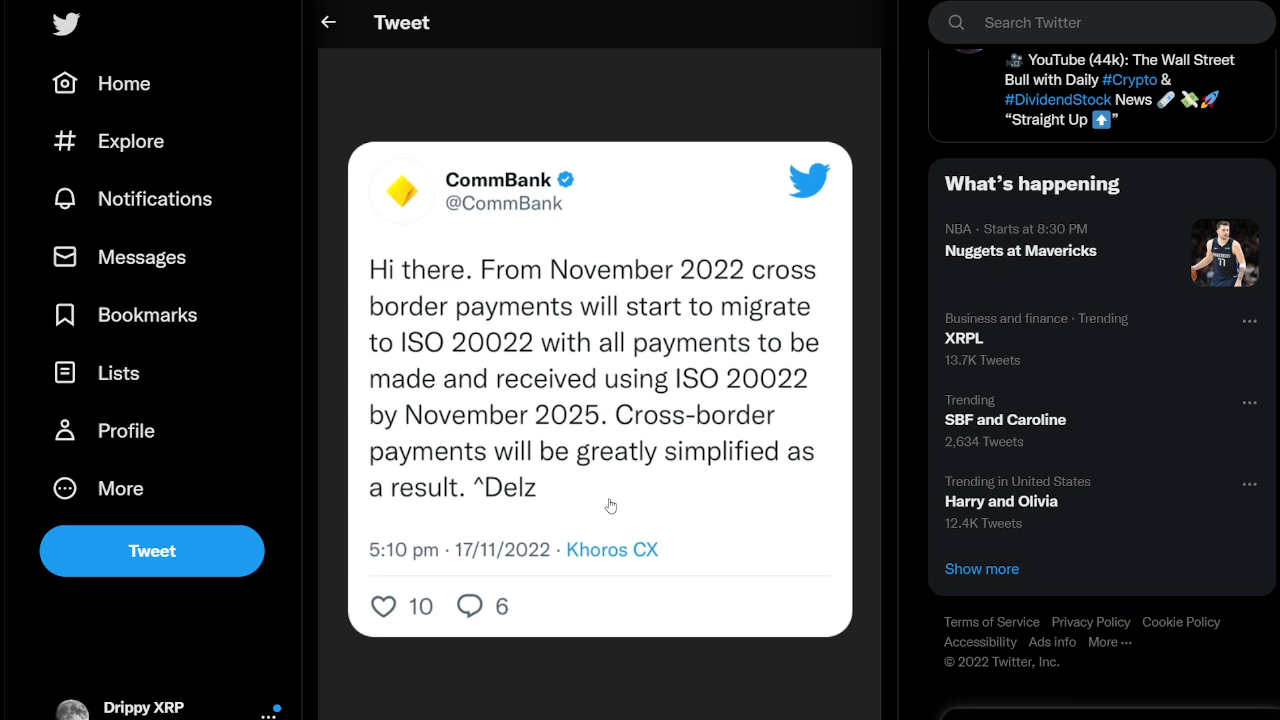 Home
Explore
Notifications
Messages
Bookmarks
Lists
Profile
More
Tweet
Drippy XRP
Tweet
CommBank
@CommBank
Hi there. From November 2022 cross
border payments will start to migrate
to ISO 20022 with all payments to be
made and received using ISO 20022
by November 2025. Cross-border
payments will be greatly simplified as
a result. ^Delz
5:10 pm · 17/11/2022 · Khoros CX
10 6
Search Twitter
🎥 YouTube (44k): The Wall Street
Bull with Daily #Crypto &
#DividendStock News 🗞️ 💸🚀
“Straight Up ⬆️”
What’s happening
NBA · Starts at 8:30 PM
Nuggets at Mavericks
11
Business and finance · Trending
XRPL
13.7K Tweets
Trending
SBF and Caroline
2,634 Tweets
Trending in United States
Harry and Olivia
12.4K Tweets
Show more
Terms of Service Privacy Policy Cookie Policy
Accessibility Ads info More ···
© 2022 Twitter, Inc.